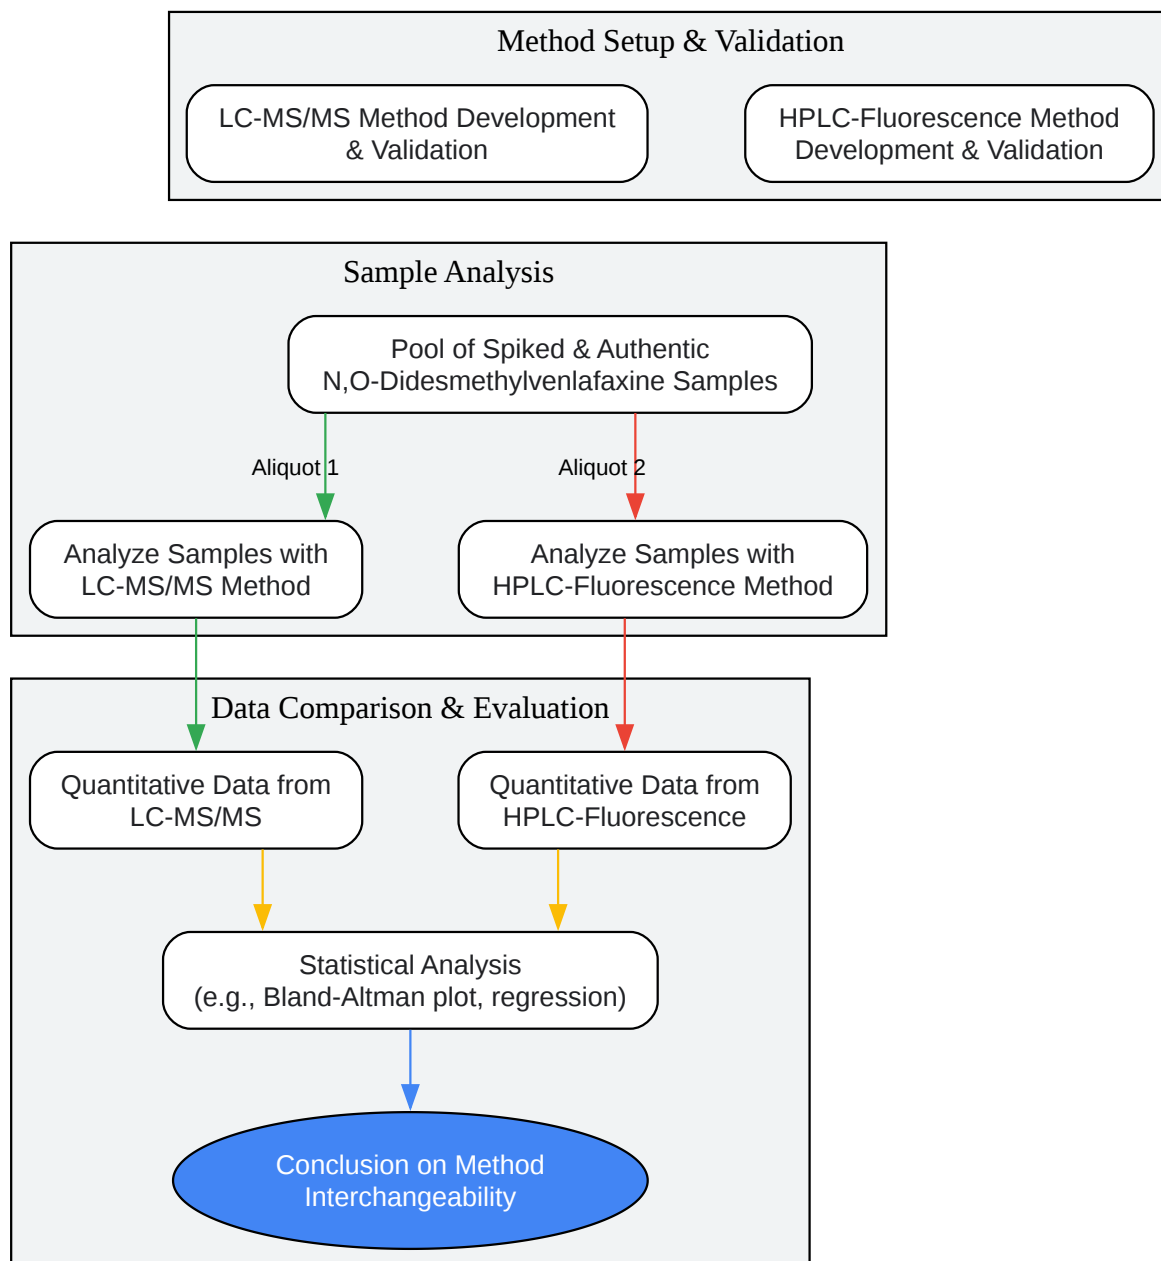 Method Setup & Validation
LC-MS/MS Method Development
& Validation
HPLC-Fluorescence Method
Development & Validation
Sample Analysis
Pool of Spiked & Authentic
N,O-Didesmethylvenlafaxine Samples
Aliquot 1
Aliquot 2
Analyze Samples with
LC-MS/MS Method
Analyze Samples with
HPLC-Fluorescence Method
Data Comparison & Evaluation
Quantitative Data from
LC-MS/MS
Quantitative Data from
HPLC-Fluorescence
Statistical Analysis
(e.g., Bland-Altman plot, regression)
Conclusion on Method
Interchangeability